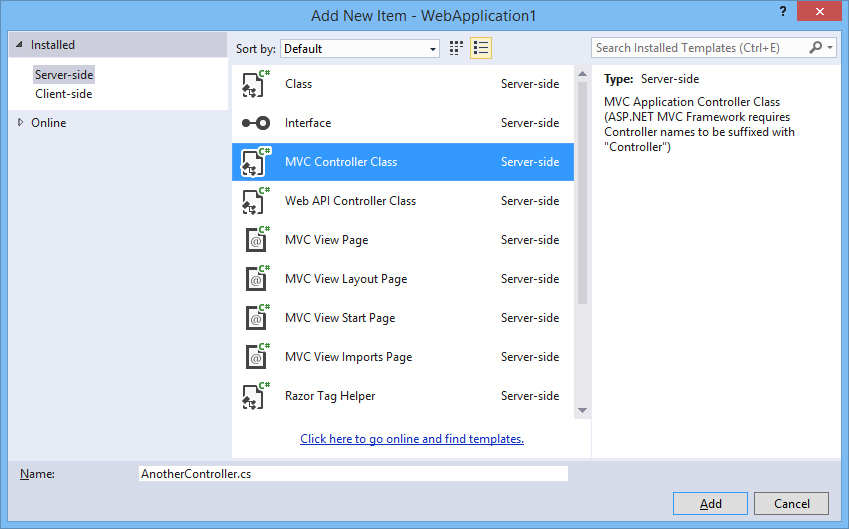 Add New Item - WebApplication1
?
Installed
Server-side
Client-side
Online
Sort by: Default
Search Installed Templates (Ctrl+E)
C# Class Server-side
Interface Server-side
C# MVC Controller Class Server-side
C# Web API Controller Class Server-side
C# @ MVC View Page Server-side
C# @ MVC View Layout Page Server-side
C# @ MVC View Start Page Server-side
C# @ MVC View Imports Page Server-side
C# Razor Tag Helper Server-side
Click here to go online and find templates.
Type: Server-side
MVC Application Controller Class
(ASP.NET MVC Framework requires
Controller names to be suffixed with
"Controller")
Name: AnotherController.cs
Add Cancel